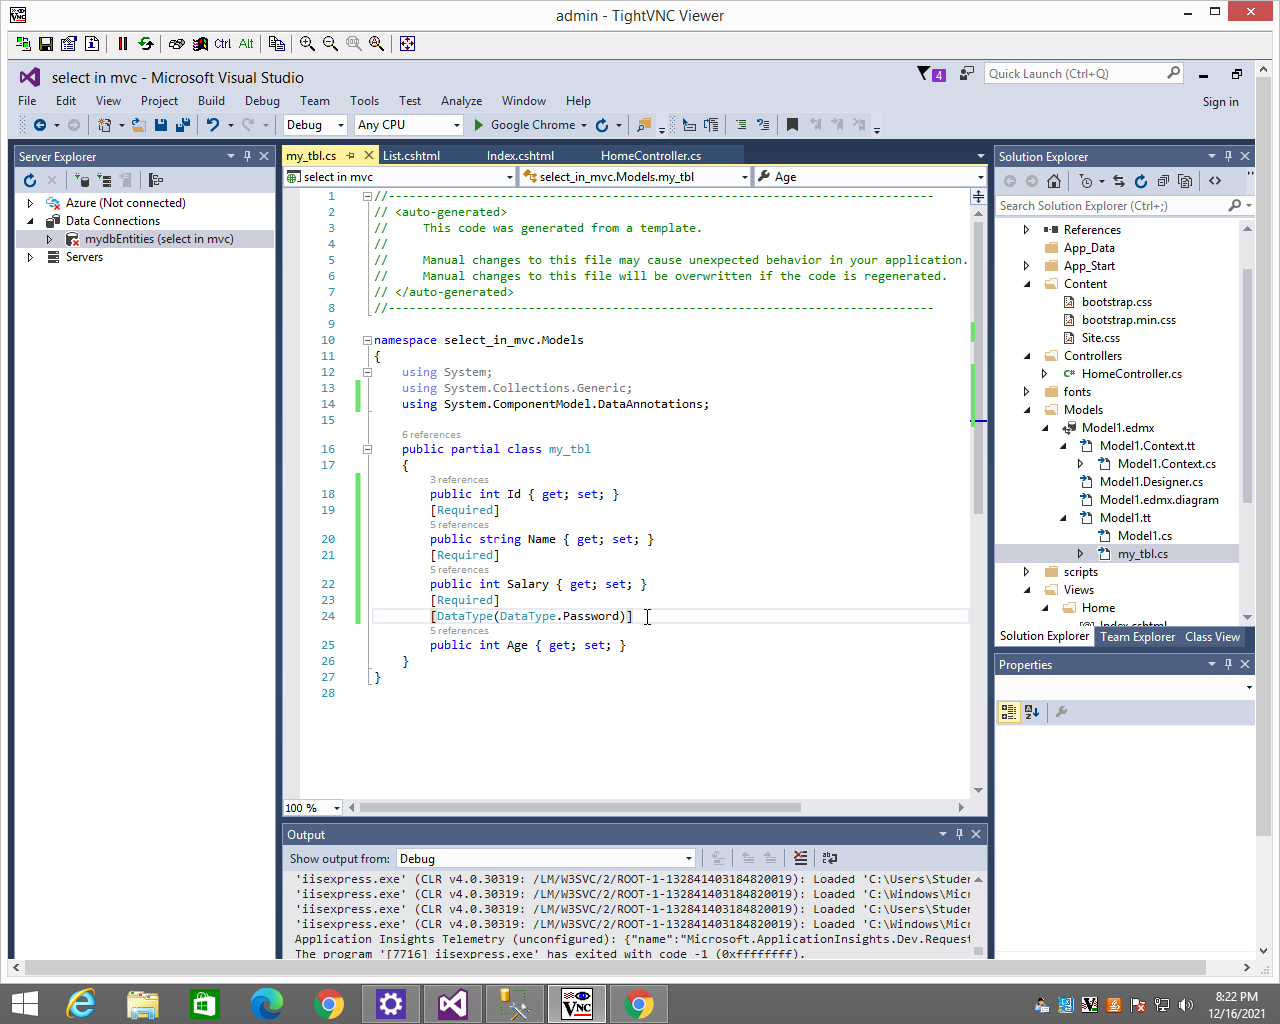 admin - TightVNC Viewer
Ctrl Alt
select in mvc - Microsoft Visual Studio
4
Quick Launch (Ctrl+Q)
File Edit View Project Build Debug Team Tools Test Analyze Window Help
Sign in
Debug Any CPU Google Chrome
Server Explorer
Azure (Not connected)
Data Connections
mydbEntities (select in mvc)
Servers
my_tbl.cs List.cshtml Index.cshtml HomeController.cs
select in mvc select_in_mvc.Models.my_tbl Age
1 //------------------------------------------------------------------------------
2 // <auto-generated>
3 //     This code was generated from a template.
4 //
5 //     Manual changes to this file may cause unexpected behavior in your application.
6 //     Manual changes to this file will be overwritten if the code is regenerated.
7 // </auto-generated>
8 //------------------------------------------------------------------------------
9
10 namespace select_in_mvc.Models
11 {
12     using System;
13     using System.Collections.Generic;
14     using System.ComponentModel.DataAnnotations;
15
6 references
16     public partial class my_tbl
17     {
3 references
18         public int Id { get; set; }
19         [Required]
5 references
20         public string Name { get; set; }
21         [Required]
5 references
22         public int Salary { get; set; }
23         [Required]
24         [DataType(DataType.Password)]
5 references
25         public int Age { get; set; }
26     }
27 }
28
100 %
Output
Show output from: Debug
'iisexpress.exe' (CLR v4.0.30319: /LM/W3SVC/2/ROOT-1-132841403184820019): Loaded 'C:\Users\Studer
'iisexpress.exe' (CLR v4.0.30319: /LM/W3SVC/2/ROOT-1-132841403184820019): Loaded 'C:\Windows\Micr
'iisexpress.exe' (CLR v4.0.30319: /LM/W3SVC/2/ROOT-1-132841403184820019): Loaded 'C:\Users\Studer
'iisexpress.exe' (CLR v4.0.30319: /LM/W3SVC/2/ROOT-1-132841403184820019): Loaded 'C:\Windows\Micr
Application Insights Telemetry (unconfigured): {"name":"Microsoft.ApplicationInsights.Dev.Request
The program '[7716] iisexpress.exe' has exited with code -1 (0xffffffff).
Solution Explorer
Search Solution Explorer (Ctrl+;)
References
App_Data
App_Start
Content
bootstrap.css
bootstrap.min.css
Site.css
Controllers
C# HomeController.cs
fonts
Models
Model1.edmx
Model1.Context.tt
Model1.Context.cs
Model1.Designer.cs
Model1.edmx.diagram
Model1.tt
Model1.cs
my_tbl.cs
scripts
Views
Home
Index.cshtml
Solution Explorer Team Explorer Class View
Properties
8:22 PM
12/16/2021